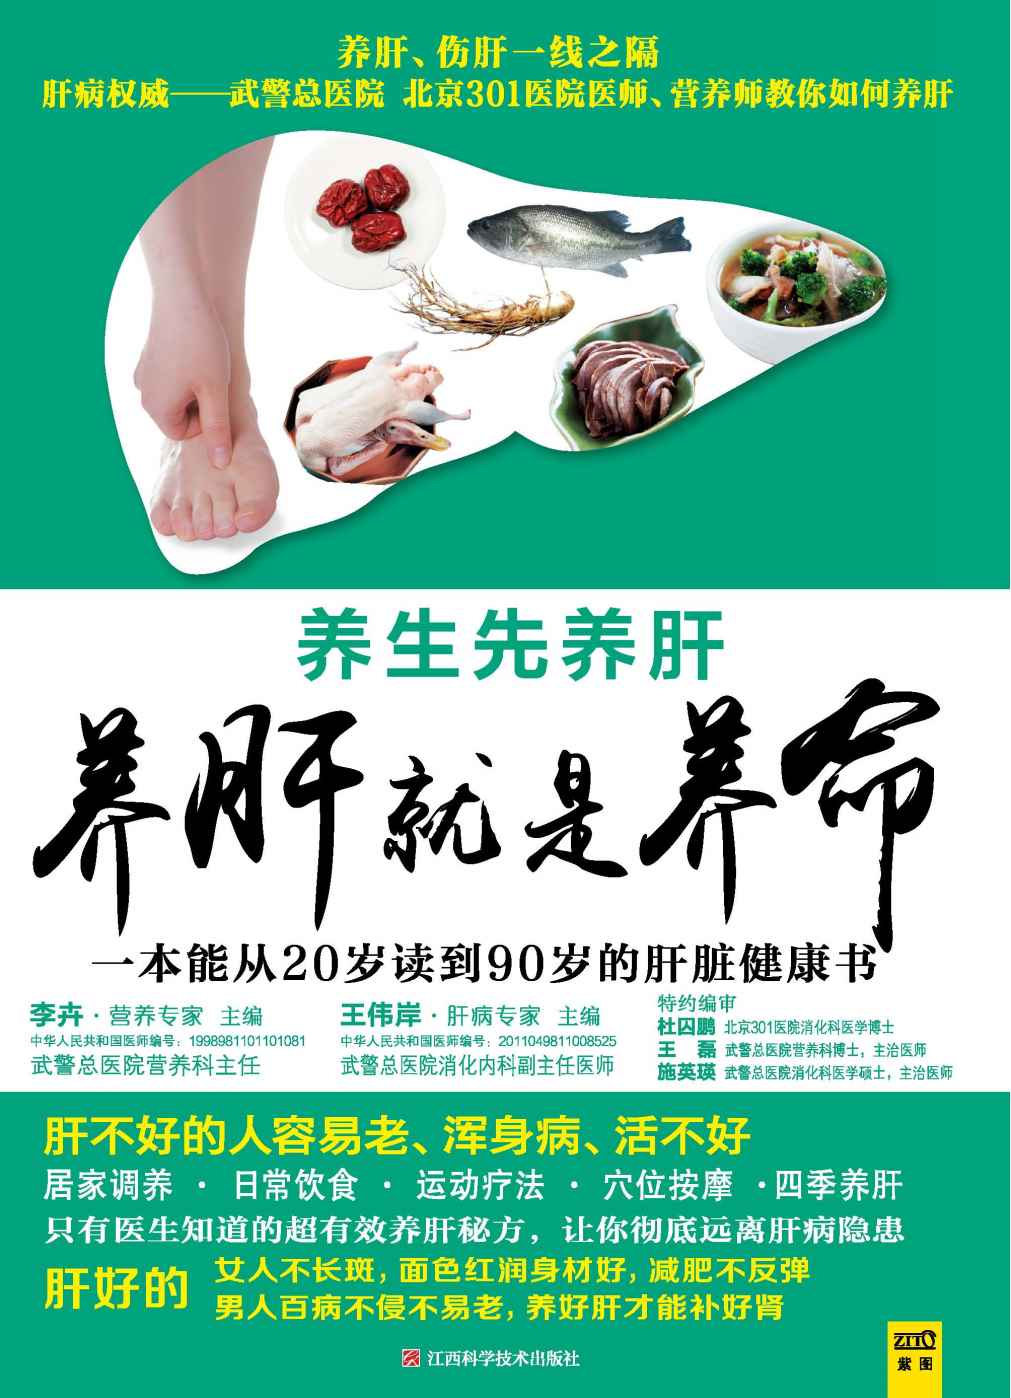 养肝、伤肝一线之隔
肝病权威——武警总医院 北京301医院医师、营养师教你如何养肝
养生先养肝
养肝就是养命
一本能从20岁读到90岁的肝脏健康书
李卉·营养专家 主编
中华人民共和国医师编号：1998981101101081
武警总医院营养科主任
王伟岸·肝病专家 主编
中华人民共和国医师编号：2011049811008525
武警总医院消化内科副主任医师
特约编审
杜囚鹏 北京301医院消化科医学博士
王 磊 武警总医院营养科博士，主治医师
施英瑛 武警总医院消化科医学硕士，主治医师
肝不好的人容易老、浑身病、活不好
居家调养 · 日常饮食 · 运动疗法 · 穴位按摩 ·四季养肝
只有医生知道的超有效养肝秘方，让你彻底远离肝病隐患
肝好的
女人不长斑，面色红润身材好，减肥不反弹
男人百病不侵不易老，养好肝才能补好肾
江西科学技术出版社
ZITO
紫图